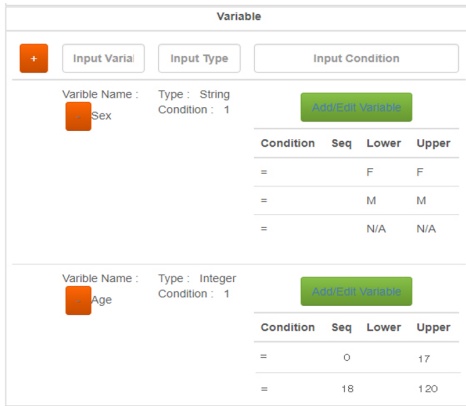 Variable
+ Input Varial Input Type Input Condition
Varible Name : Type : String Add/Edit Variable
Sex Condition : 1
Condition Seq Lower Upper
= F F
= M M
= N/A N/A
Varible Name : Type : Integer Add/Edit Variable
Age Condition : 1
Condition Seq Lower Upper
= 0 17
= 18 120